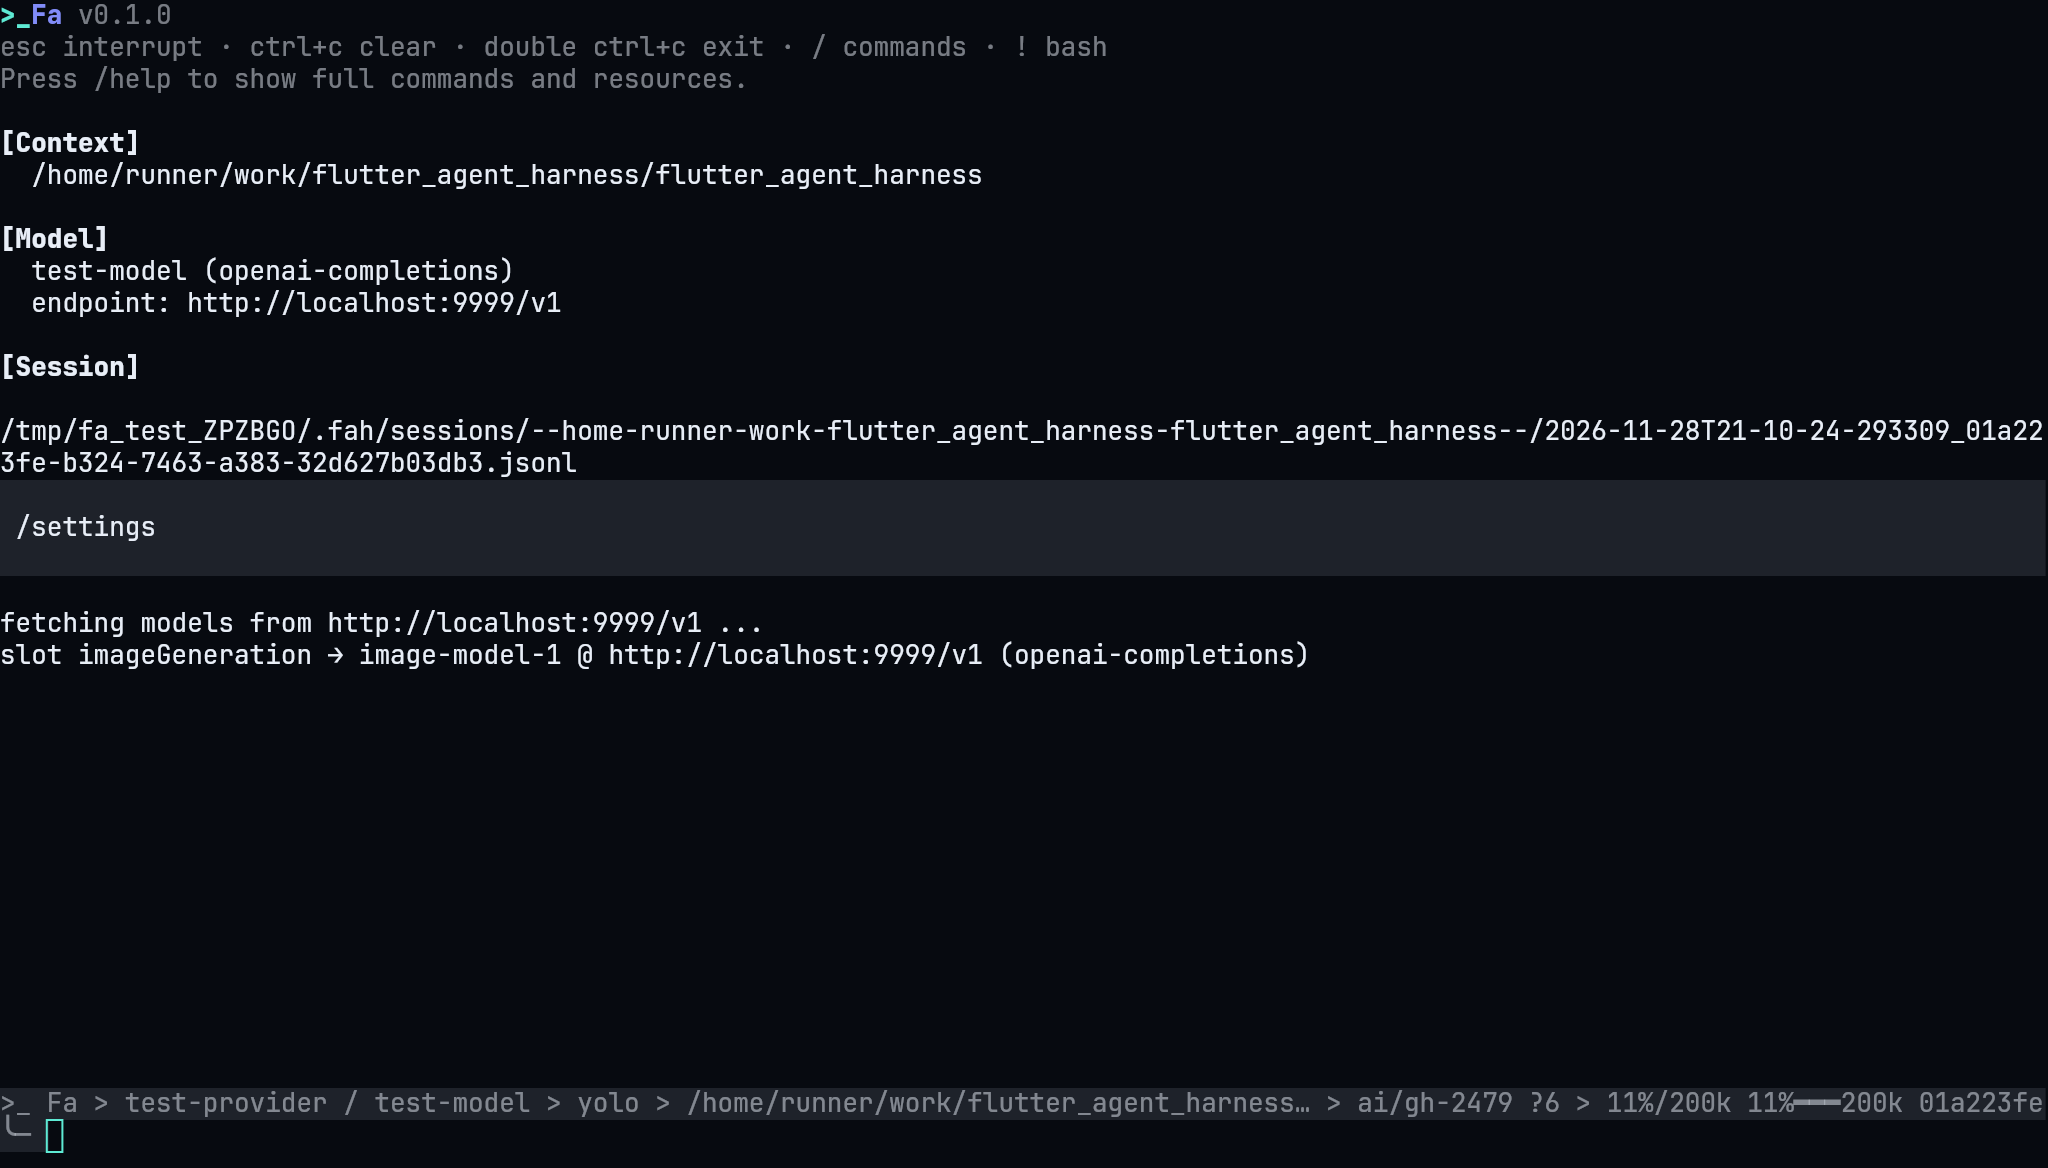 >_Fa v0.1.0
esc interrupt · ctrl+c clear · double ctrl+c exit · / commands · ! bash
Press /help to show full commands and resources.
[Context]
/home/runner/work/flutter_agent_harness/flutter_agent_harness
[Model]
test-model (openai-completions)
endpoint: http://localhost:9999/v1
[Session]
/tmp/fa_test_ZPZBGO/.fah/sessions/--home-runner-work-flutter_agent_harness-flutter_agent_harness--/2026-11-28T21-10-24-293309_01a22
3fe-b324-7463-a383-32d627b03db3.jsonl
/settings
fetching models from http://localhost:9999/v1 ...
slot imageGeneration → image-model-1 @ http://localhost:9999/v1 (openai-completions)
>_ Fa > test-provider / test-model > yolo > /home/runner/work/flutter_agent_harness… > ai/gh-2479 ?6 > 11%/200k 11%━━━200k 01a223fe
╰─